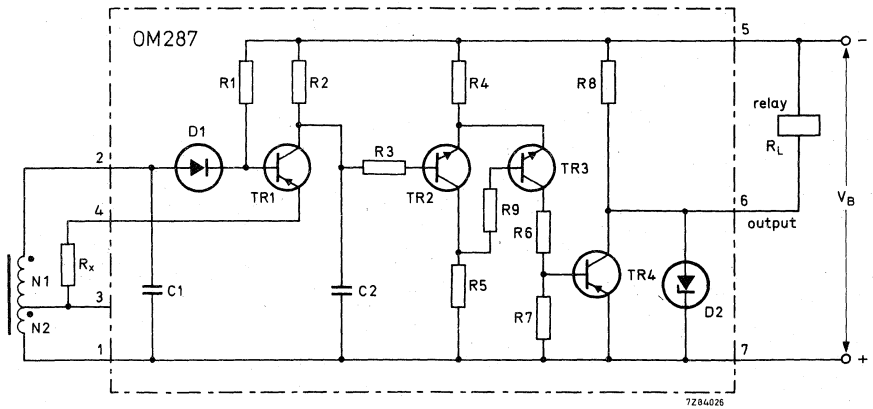 OM287
5
-
R1
R2
R4
R8
relay
RL
D1
R3
2
TR1
TR2
TR3
VB
4
R9
R6
6
output
Rx
N1
C1
C2
R5
TR4
3
N2
R7
D2
1
7
+
7Z84026